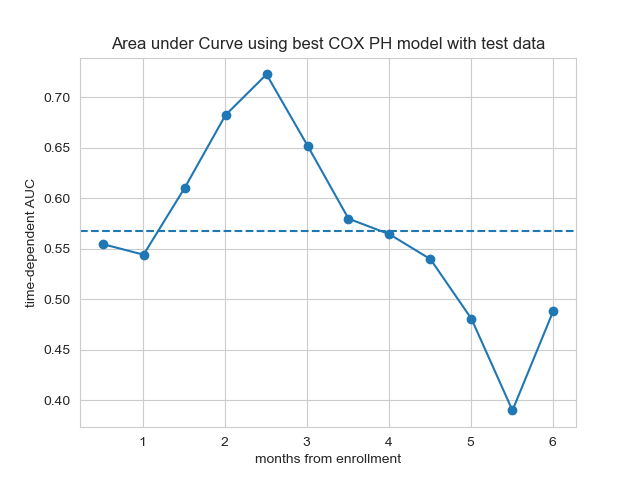 Area under Curve using best COX PH model with test data
time-dependent AUC
0.70
0.65
0.60
0.55
0.50
0.45
0.40
1 2 3 4 5 6
months from enrollment